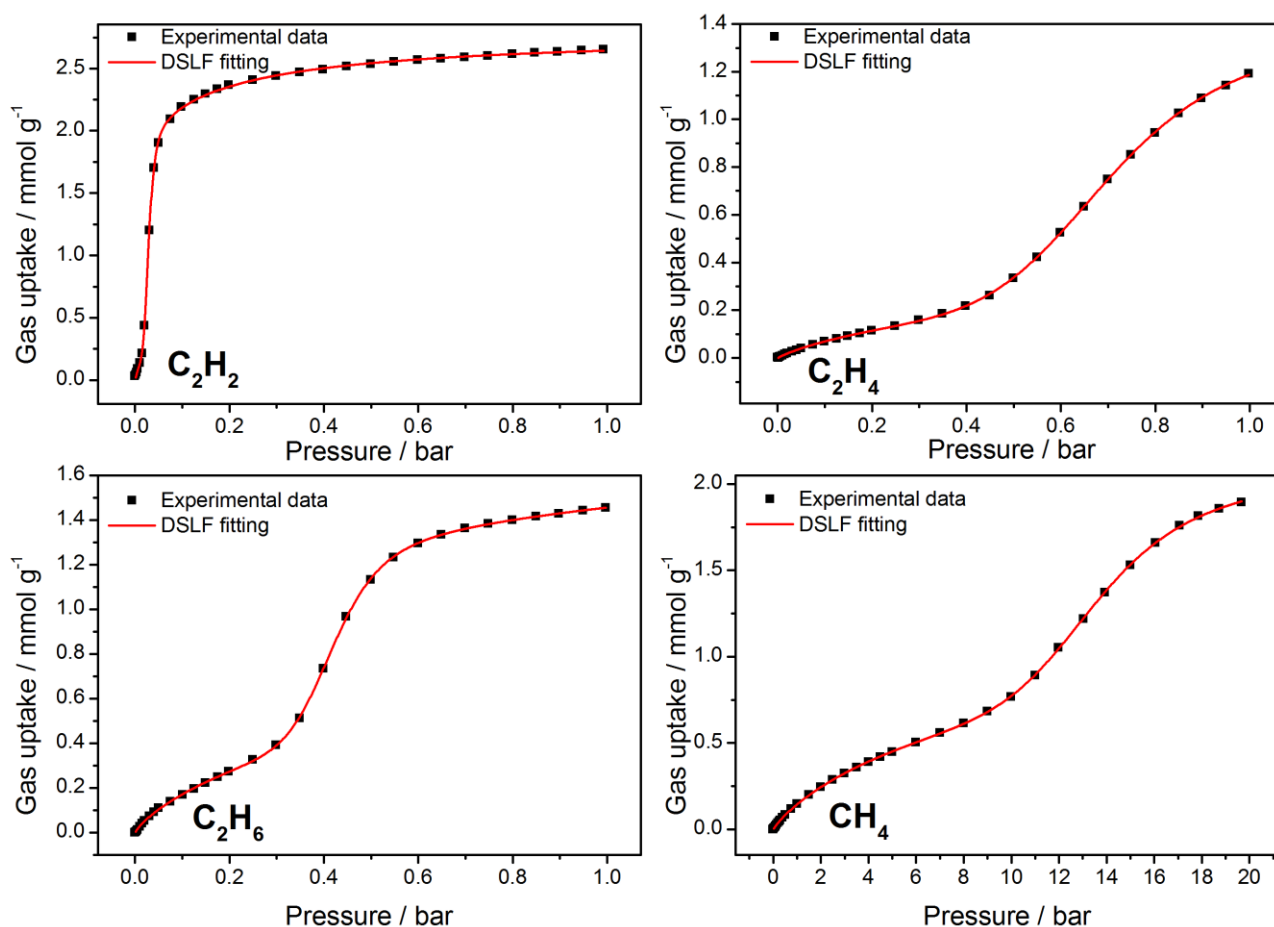 Experimental data
DSLF fitting
2.5
2.0
1.5
1.0
0.5
0.0
Gas uptake / mmol g⁻¹
C₂H₂
0.0 0.2 0.4 0.6 0.8 1.0
Pressure / bar
Experimental data
DSLF fitting
1.4
1.2
1.0
0.8
0.6
0.4
0.2
0.0
Gas uptake / mmol g⁻¹
C₂H₄
0.0 0.2 0.4 0.6 0.8 1.0
Pressure / bar
Experimental data
DSLF fitting
1.6
1.4
1.2
1.0
0.8
0.6
0.4
0.2
0.0
Gas uptake / mmol g⁻¹
C₂H₆
0.0 0.2 0.4 0.6 0.8 1.0
Pressure / bar
Experimental data
DSLF fitting
2.0
1.5
1.0
0.5
0.0
Gas uptake / mmol g⁻¹
CH₄
0 2 4 6 8 10 12 14 16 18 20
Pressure / bar